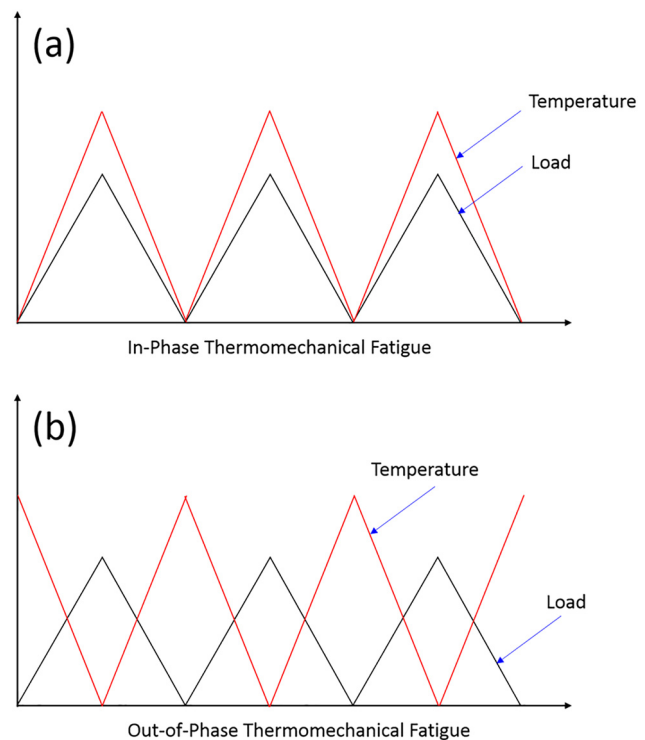 (a)
Temperature
Load
In-Phase Thermomechanical Fatigue
(b)
Temperature
Load
Out-of-Phase Thermomechanical Fatigue